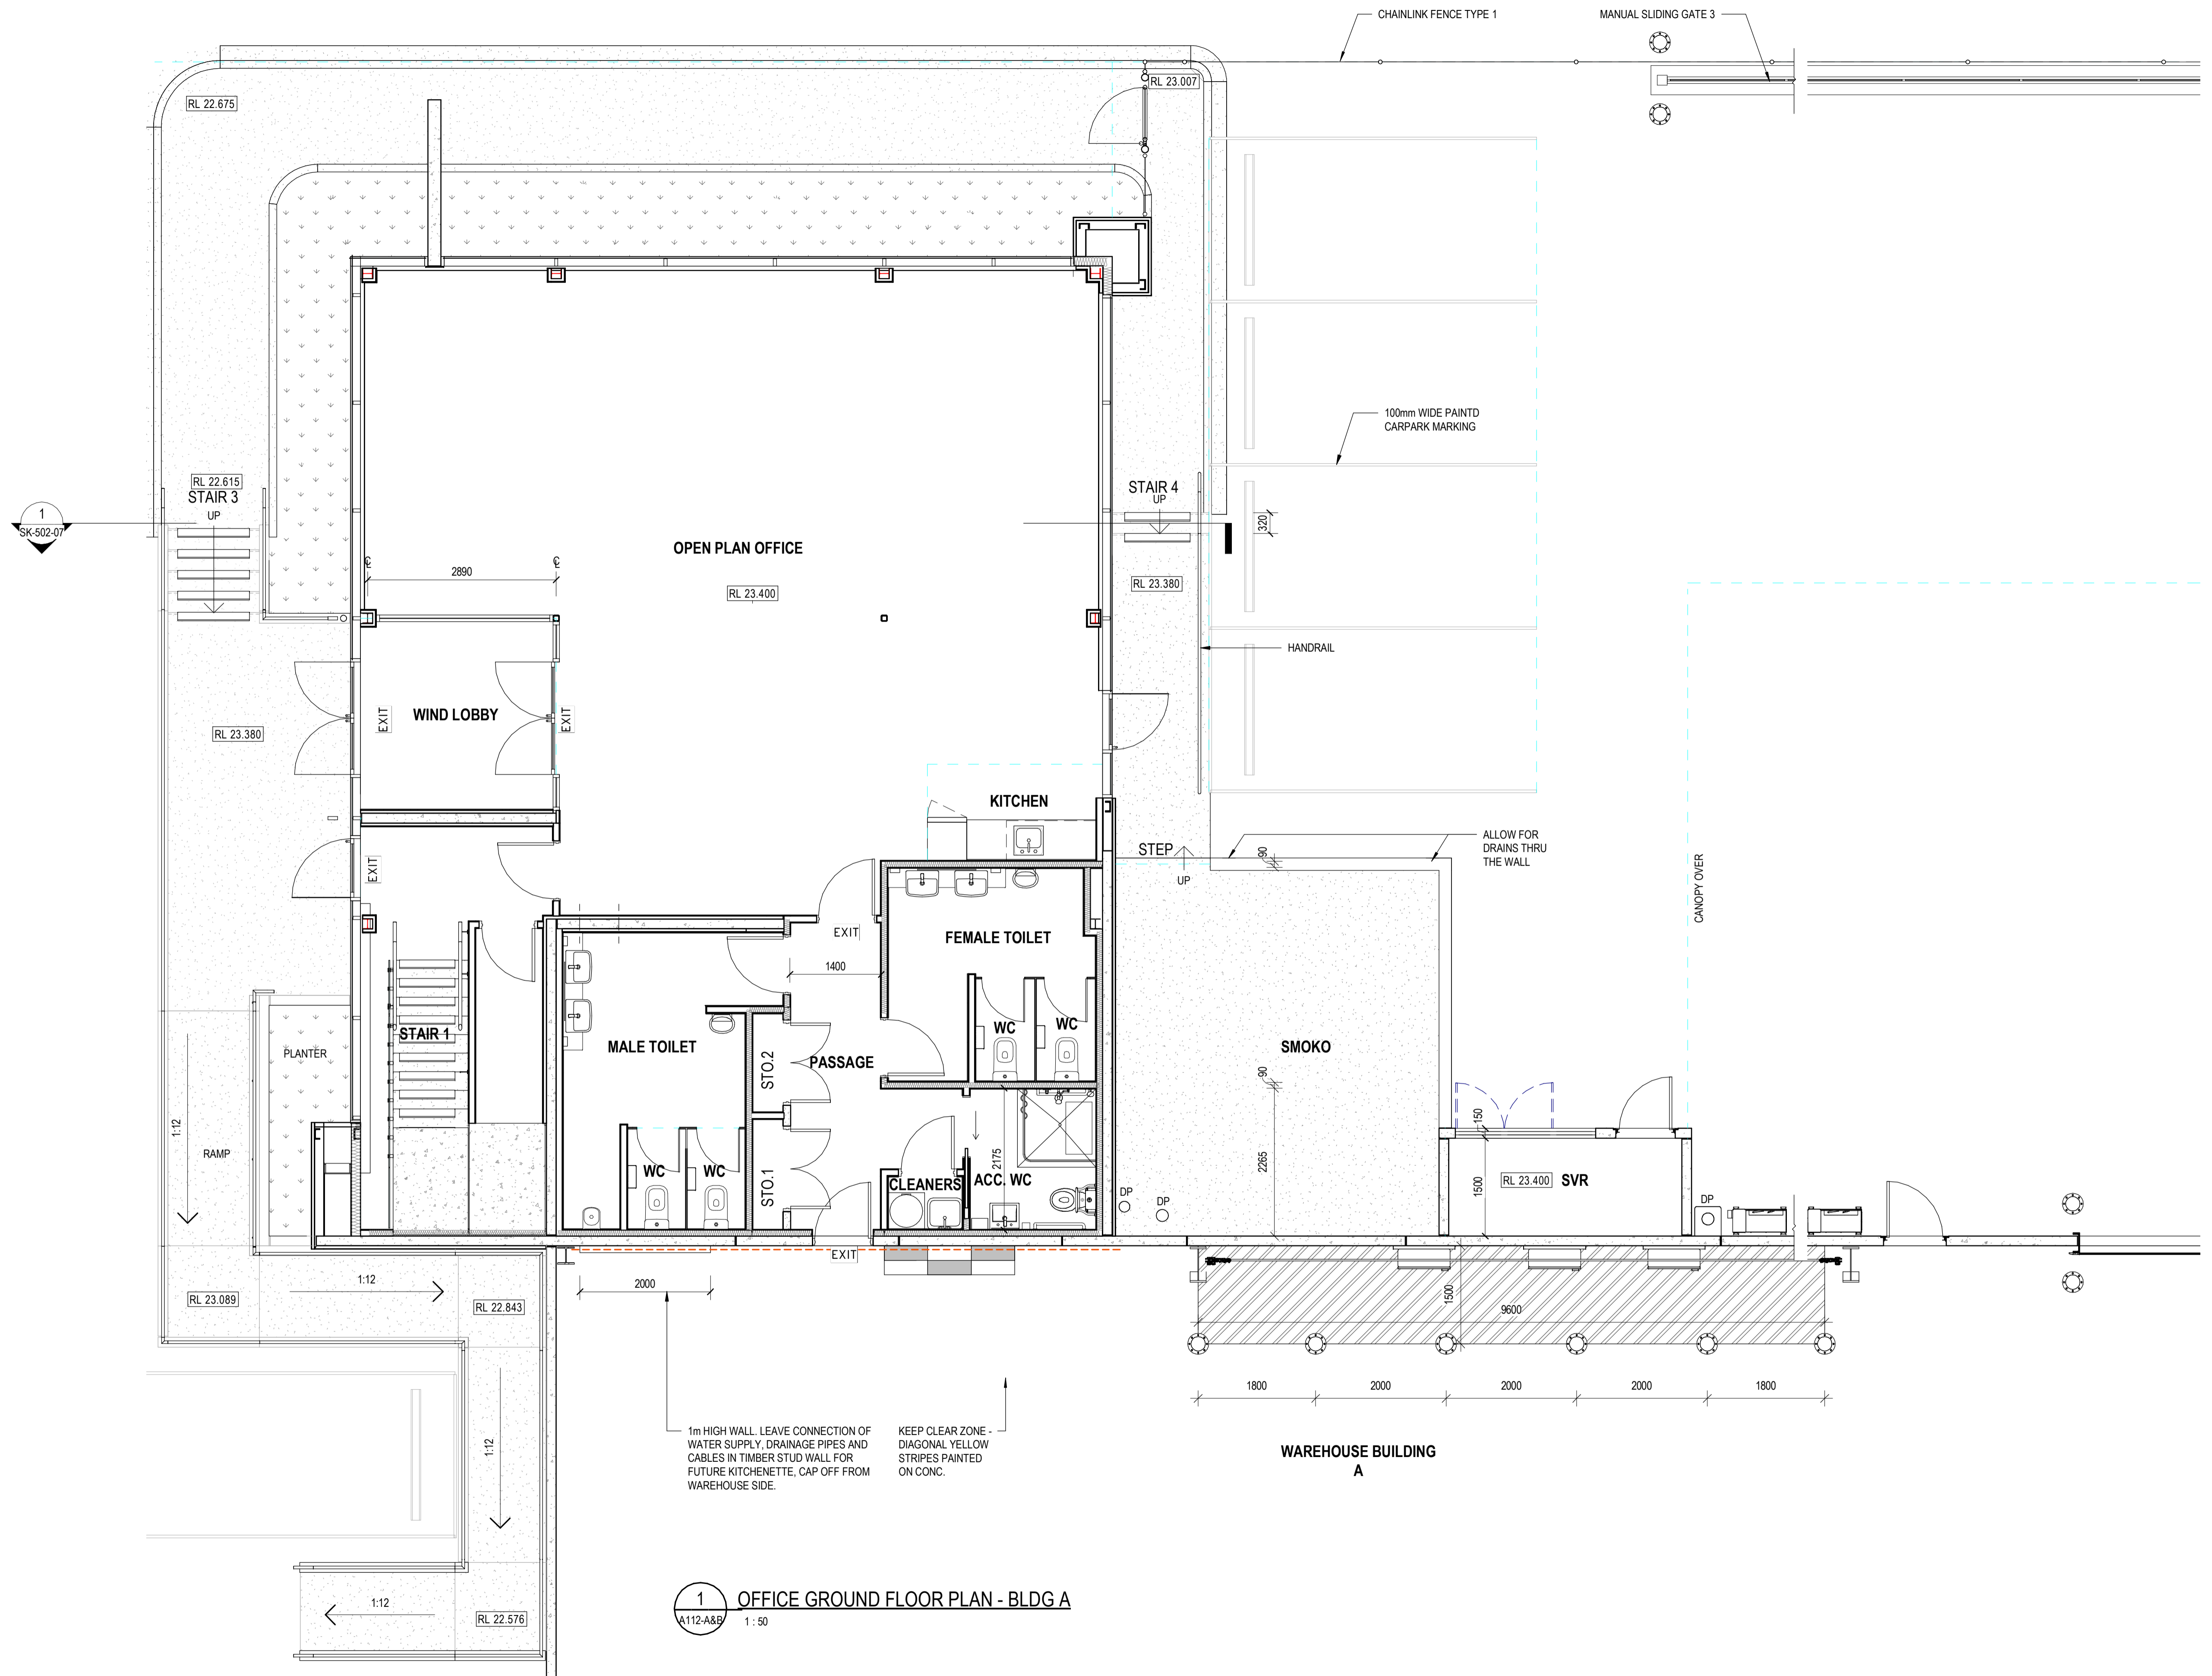 CHAINLINK FENCE TYPE 1
MANUAL SLIDING GATE 3
RL 22.675
RL 23.007
100mm WIDE PAINTD
CARPARK MARKING
RL 22.615
STAIR 3
UP
1
SK-502-07
STAIR 4
UP
320
OPEN PLAN OFFICE
2890
RL 23.400
RL 23.380
HANDRAIL
WIND LOBBY
EXIT
EXIT
RL 23.380
KITCHEN
STEP
UP
90
ALLOW FOR
DRAINS THRU
THE WALL
CANOPY OVER
EXIT
EXIT
FEMALE TOILET
1400
STAIR 1
PLANTER
MALE TOILET
STO.2
PASSAGE
WC
WC
SMOKO
90
1:12
RAMP
150
2265
2175
WC
WC
STO.1
CLEANERS
ACC. WC
1500
RL 23.400
SVR
DP
DP
DP
EXIT
1:12
2000
RL 23.089
RL 22.843
1500
9600
1800
2000
2000
2000
1800
1:12
1m HIGH WALL. LEAVE CONNECTION OF
WATER SUPPLY, DRAINAGE PIPES AND
CABLES IN TIMBER STUD WALL FOR
FUTURE KITCHENETTE, CAP OFF FROM
WAREHOUSE SIDE.
KEEP CLEAR ZONE -
DIAGONAL YELLOW
STRIPES PAINTED
ON CONC.
WAREHOUSE BUILDING
A
1:12
RL 22.576
1
A112-A&B
OFFICE GROUND FLOOR PLAN - BLDG A
1 : 50